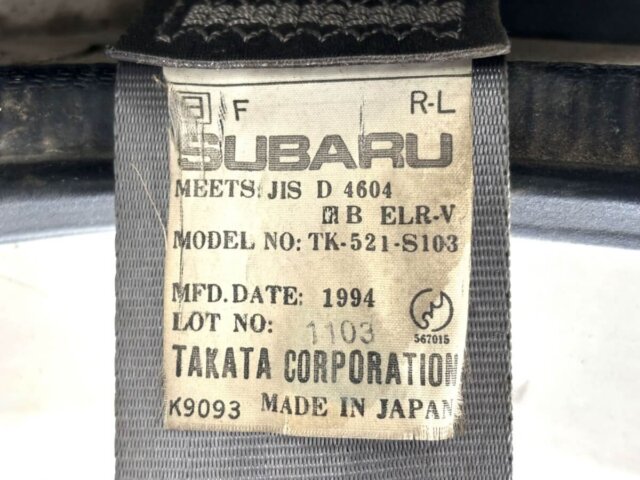 F R-L
SUBARU
MEETS: JIS D 4604
B ELR-V
MODEL NO: TK-521-S103
MFD. DATE: 1994
LOT NO: 1103
567015
TAKATA CORPORATION
K9093 MADE IN JAPAN